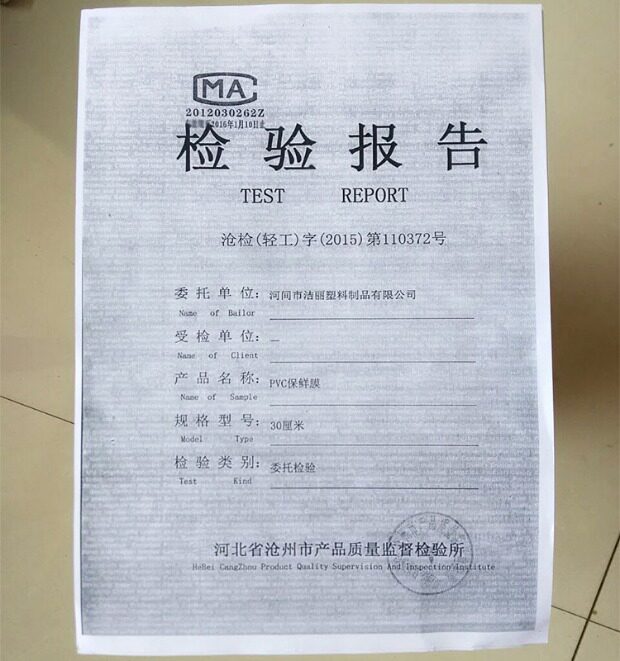 CMA
2012030262Z
2016年1月10日止
检验报告
TEST REPORT
沧检(轻工)字(2015)第110372号
委托单位: 河间市洁丽塑料制品有限公司
Name of Bailor
受检单位: —
Name of Client
产品名称: PVC保鲜膜
Name of Sample
规格型号: 30厘米
Model Type
检验类别: 委托检验
Test Kind
河北省沧州市产品质量监督检验所
HeBei CangZhou Product Quality Supervision And Inspection Institute